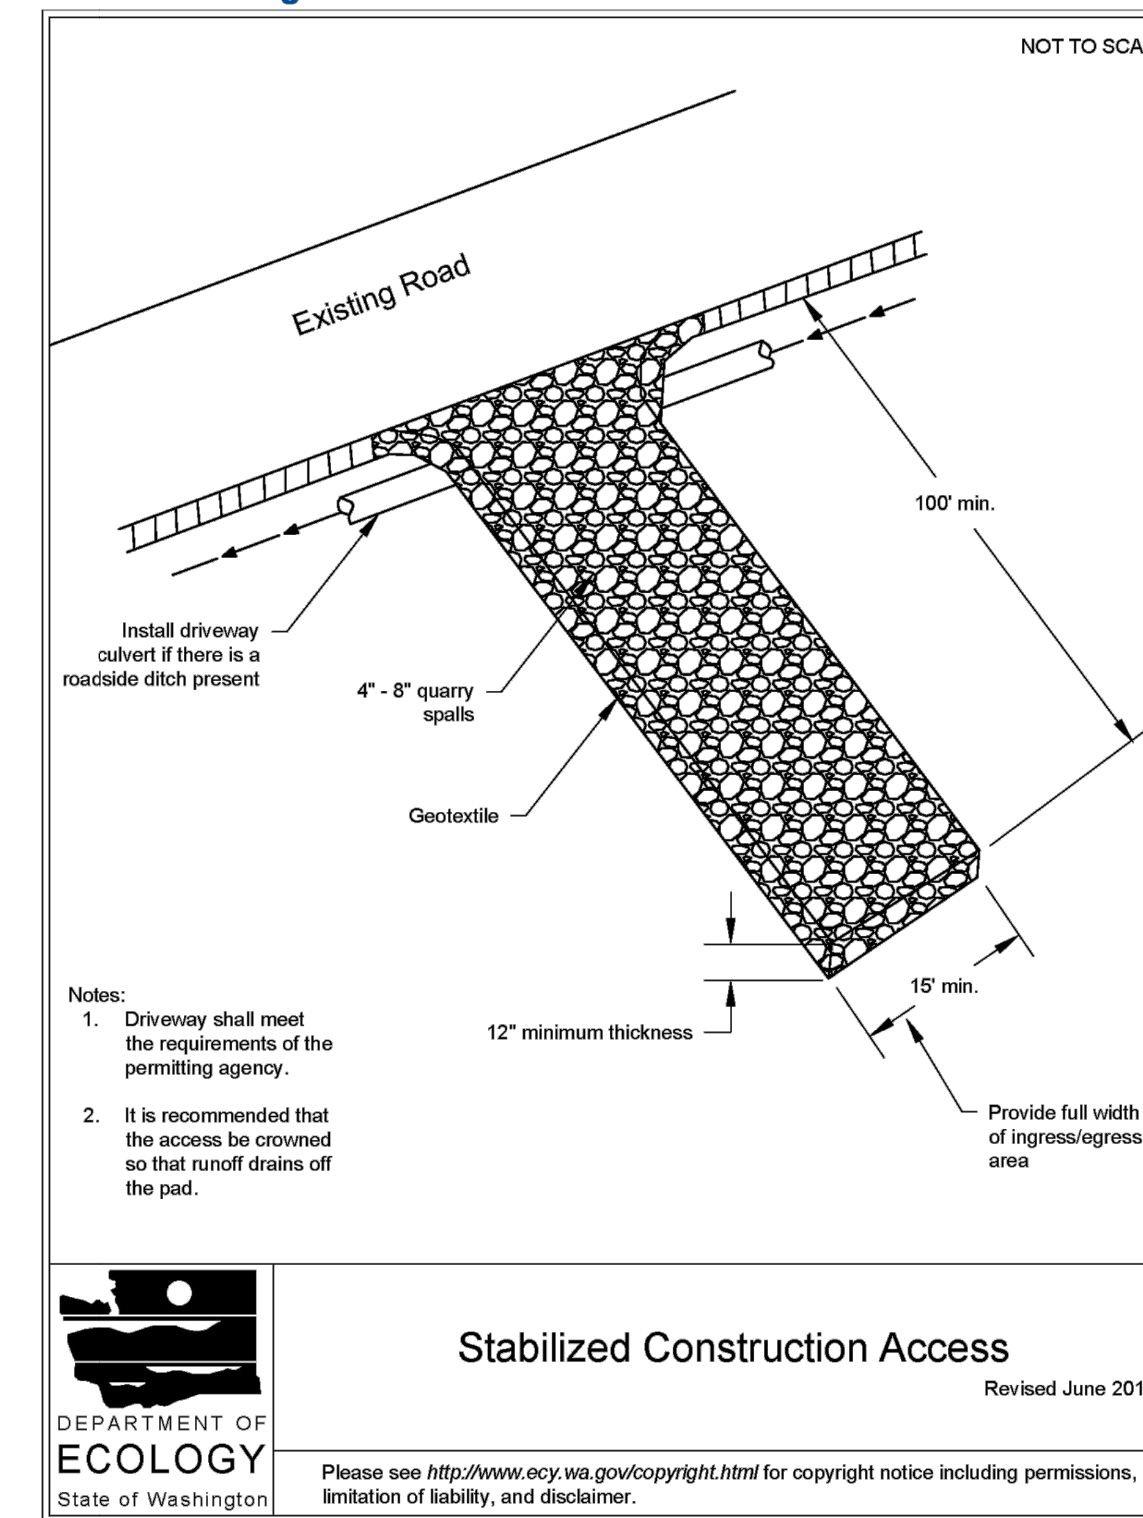 NOT TO SCA
Existing Road
100' min.
Install driveway
culvert if there is a
roadside ditch present
4" - 8" quarry
spalls
Geotextile
15' min.
12" minimum thickness
Provide full width
of ingress/egress
area
Notes:
1. Driveway shall meet
the requirements of the
permitting agency.
2. It is recommended that
the access be crowned
so that runoff drains off
the pad.
DEPARTMENT OF
ECOLOGY
State of Washington
Stabilized Construction Access
Revised June 201
Please see http://www.ecy.wa.gov/copyright.html for copyright notice including permissions,
limitation of liability, and disclaimer.